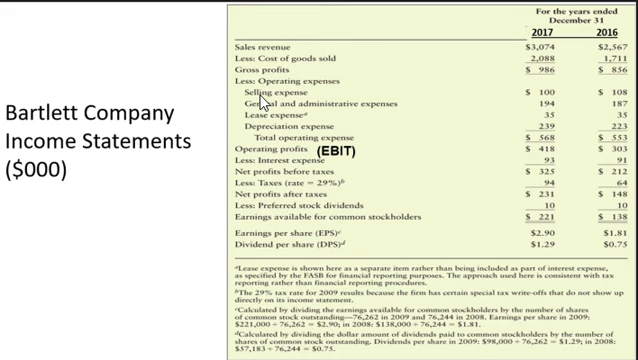 Bartlett Company
Income Statements
($000)
For the years ended
December 31
2017 2016
Sales revenue $3,074 $2,567
Less: Cost of goods sold 2,088 1,711
Gross profits $ 986 $ 856
Less: Operating expenses
Selling expense $ 100 $ 108
General and administrative expenses 194 187
Lease expenseᵃ 35 35
Depreciation expense 239 223
Total operating expense $ 568 $ 553
Operating profits (EBIT) $ 418 $ 303
Less: Interest expense 93 91
Net profits before taxes $ 325 $ 212
Less: Taxes (rate = 29%)ᵇ 94 64
Net profits after taxes $ 231 $ 148
Less: Preferred stock dividends 10 10
Earnings available for common stockholders $ 221 $ 138
Earnings per share (EPS)ᶜ $2.90 $1.81
Dividend per share (DPS)ᵈ $1.29 $0.75
ᵃLease expense is shown here as a separate item rather than being included as part of interest expense,
as specified by the FASB for financial reporting purposes. The approach used here is consistent with tax
reporting rather than financial reporting procedures.
ᵇThe 29% tax rate for 2009 results because the firm has certain special tax write-offs that do not show up
directly on its income statement.
ᶜCalculated by dividing the earnings available for common stockholders by the number of shares
of common stock outstanding—76,262 in 2009 and 76,244 in 2008. Earnings per share in 2009:
$221,000 ÷ 76,262 = $2.90; in 2008: $138,000 ÷ 76,244 = $1.81.
ᵈCalculated by dividing the dollar amount of dividends paid to common stockholders by the number of
shares of common stock outstanding. Dividends per share in 2009: $98,000 ÷ 76,262 = $1.29; in 2008:
$57,183 ÷ 76,244 = $0.75.